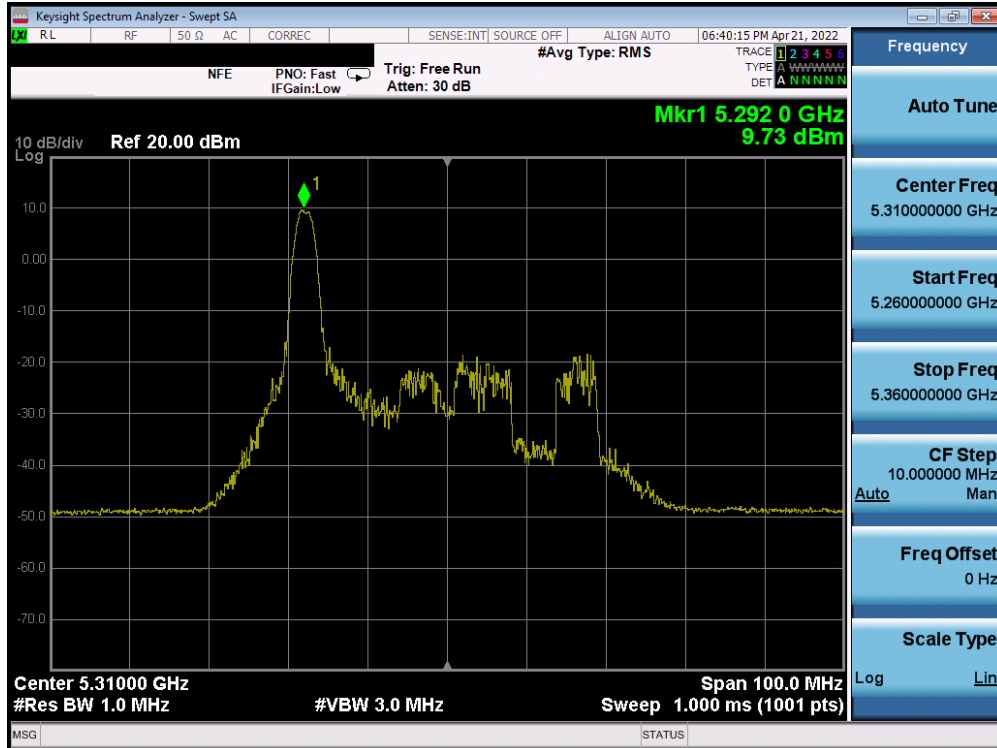 Keysight Spectrum Analyzer - Swept SA
LXI RL RF 50 Ω AC CORREC SENSE:INT SOURCE OFF ALIGN AUTO 06:40:15 PM Apr 21, 2022
NFE PNO: Fast Trig: Free Run #Avg Type: RMS TRACE 1 2 3 4 5 6
IFGain:Low Atten: 30 dB TYPE A WWWWW
DET A N N N N N
Mkr1 5.292 0 GHz
9.73 dBm
10 dB/div Ref 20.00 dBm
Log
1
10.0
0.00
-10.0
-20.0
-30.0
-40.0
-50.0
-60.0
-70.0
Center 5.31000 GHz Span 100.0 MHz
#Res BW 1.0 MHz #VBW 3.0 MHz Sweep 1.000 ms (1001 pts)
MSG STATUS
Frequency
Auto Tune
Center Freq
5.310000000 GHz
Start Freq
5.260000000 GHz
Stop Freq
5.360000000 GHz
CF Step
10.000000 MHz
Auto Man
Freq Offset
0 Hz
Scale Type
Log Lin